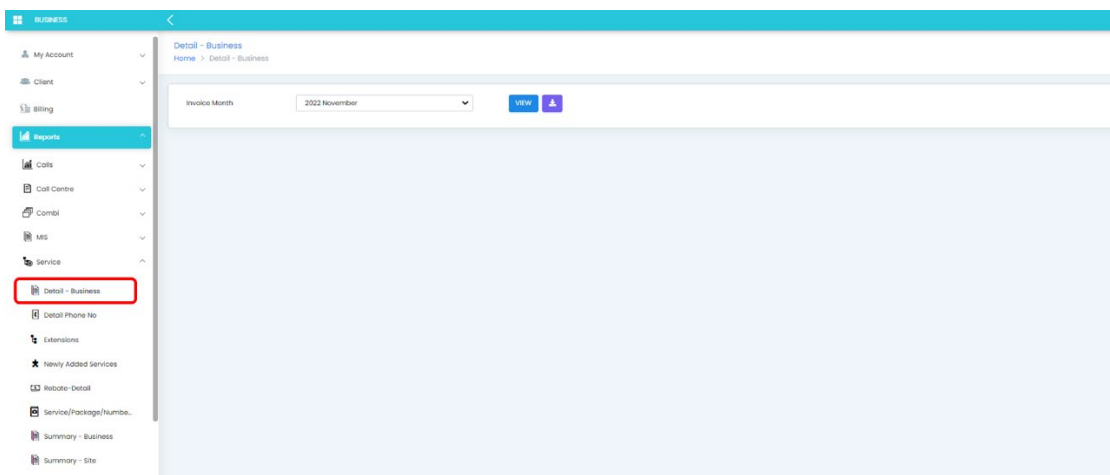 BUSINESS
My Account
Client
Billing
Reports
Calls
Call Centre
Combi
MIS
Service
Detail - Business
Detail Phone No
Extensions
Newly Added Services
Rebate-Detail
Service/Package/Numbe...
Summary - Business
Summary - Site
Detail - Business
Home > Detail - Business
Invoice Month
2022 November
VIEW